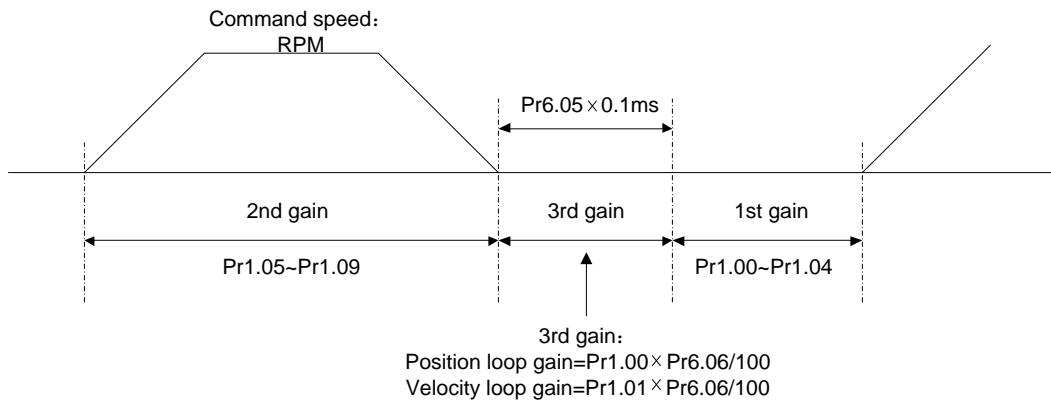 Command speed：
RPM
Pr6.05×0.1ms
2nd gain
3rd gain
1st gain
Pr1.05~Pr1.09
Pr1.00~Pr1.04
3rd gain：
Position loop gain=Pr1.00×Pr6.06/100
Velocity loop gain=Pr1.01×Pr6.06/100